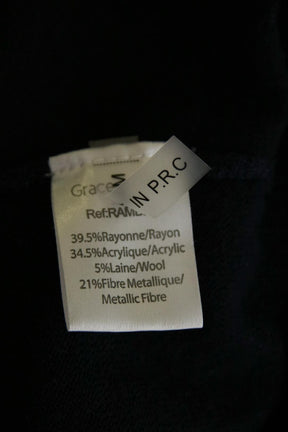 Grace
M
IN P.R.C
Ref:RAM
39.5%Rayonne/Rayon
34.5%Acrylique/Acrylic
5%Laine/Wool
21%Fibre Metallique/
Metallic Fibre